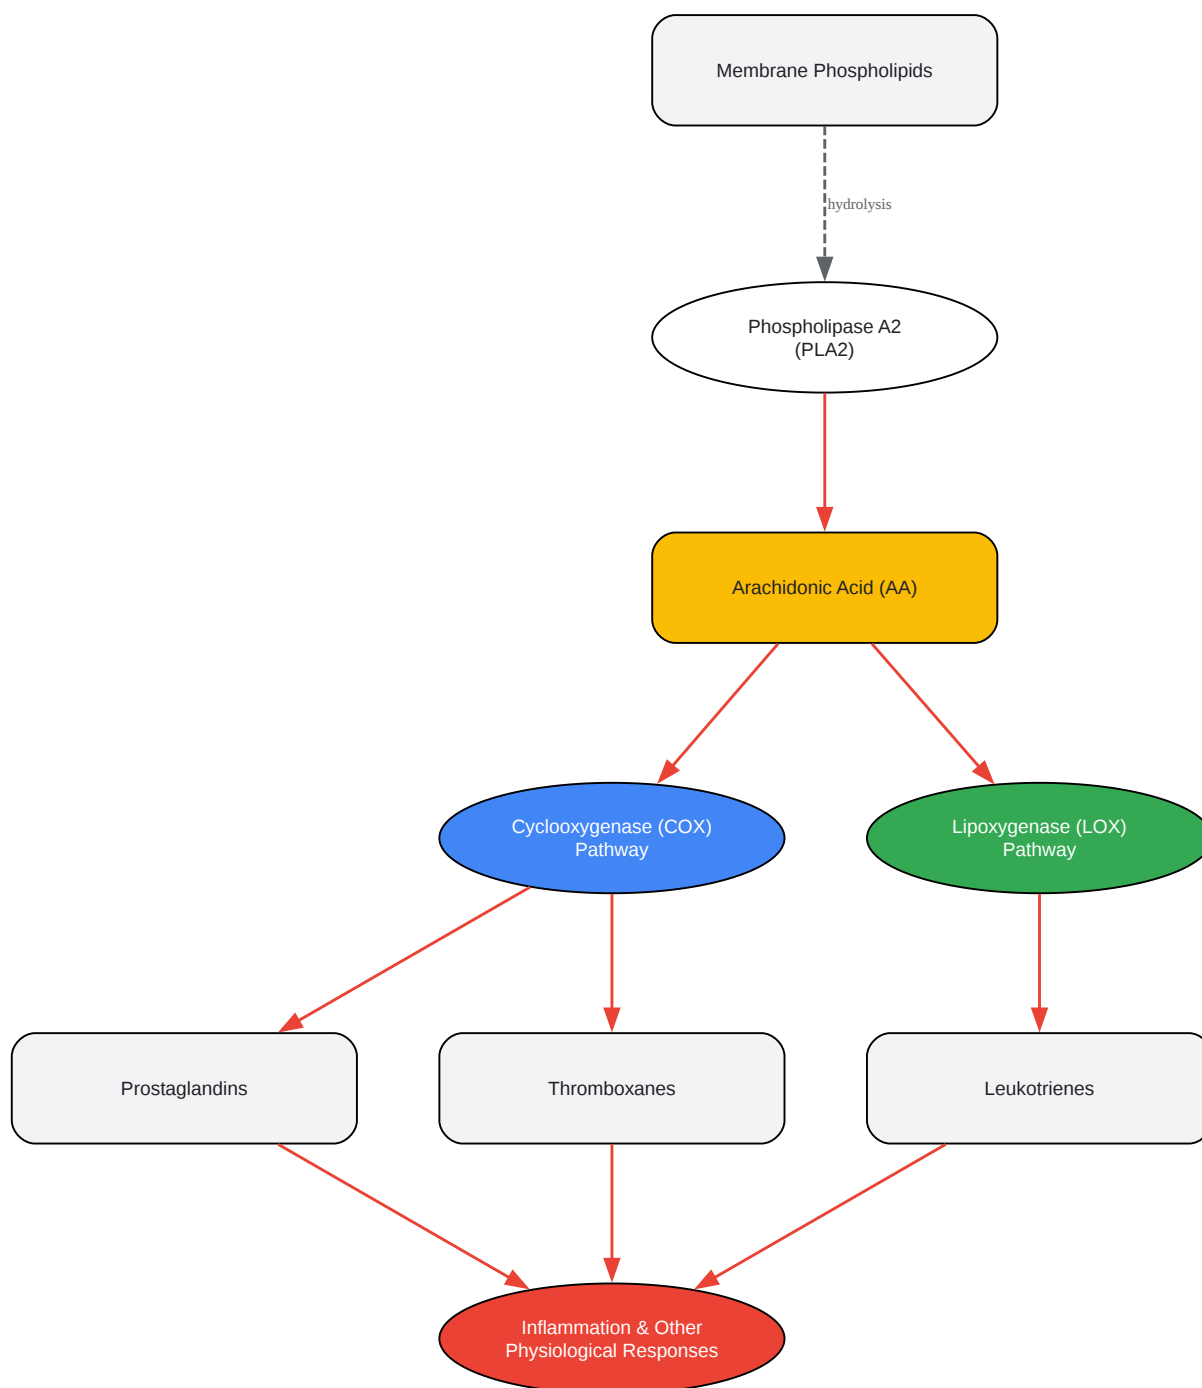 Membrane Phospholipids
hydrolysis
Phospholipase A2
(PLA2)
Arachidonic Acid (AA)
Cyclooxygenase (COX)
Pathway
Lipoxygenase (LOX)
Pathway
Prostaglandins
Thromboxanes
Leukotrienes
Inflammation & Other
Physiological Responses